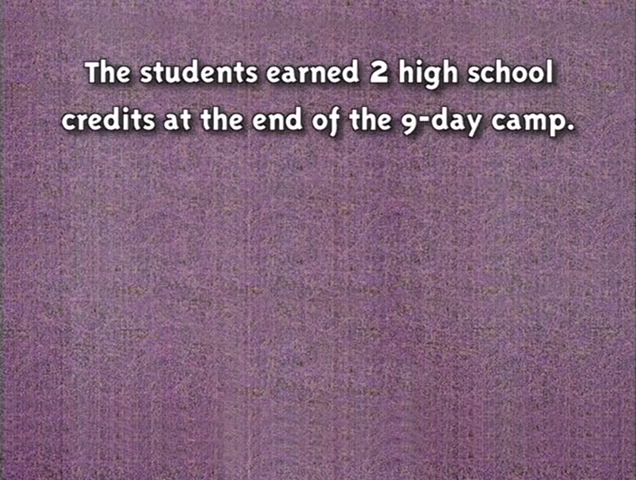 The students earned 2 high school
credits at the end of the 9-day camp.